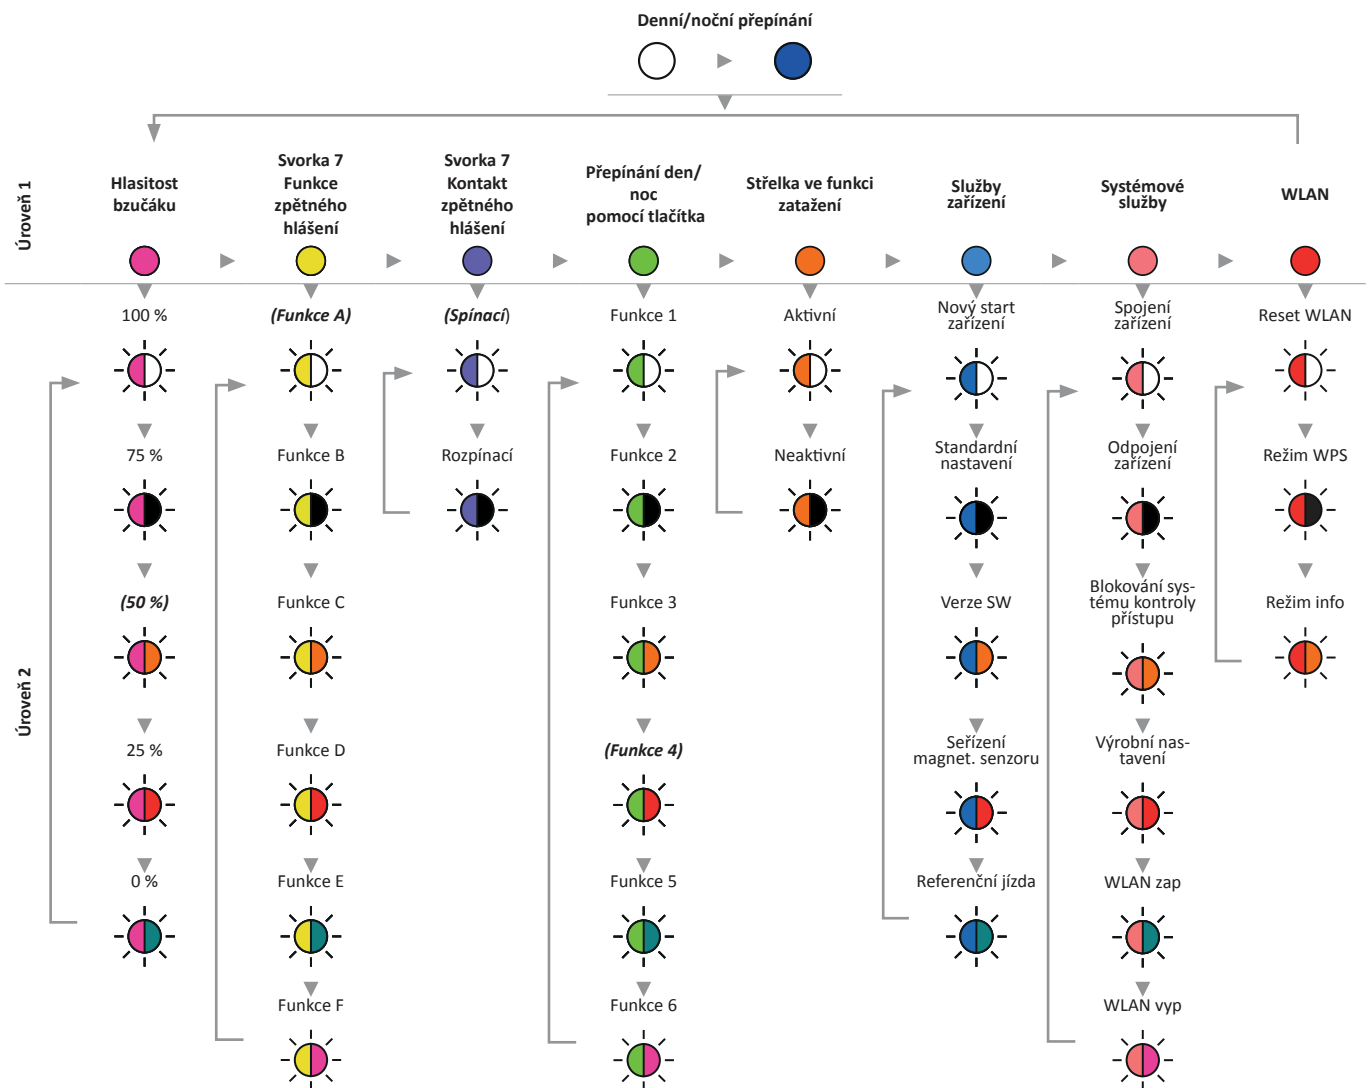 Denní/noční přepínání
Úroveň 1
Hlasitost
bzučáku
Svorka 7
Funkce
zpětného
hlášení
Svorka 7
Kontakt
zpětného
hlášení
Přepínání den/
noc
pomocí tlačítka
Střelka ve funkci
zatažení
Služby
zařízení
Systémové
služby
WLAN
Úroveň 2
100 %
75 %
(50 %)
25 %
0 %
(Funkce A)
Funkce B
Funkce C
Funkce D
Funkce E
Funkce F
(Spínací)
Rozpínací
Funkce 1
Funkce 2
Funkce 3
(Funkce 4)
Funkce 5
Funkce 6
Aktivní
Neaktivní
Nový start
zařízení
Standardní
nastavení
Verze SW
Seřízení
magnet. senzoru
Referenční jízda
Spojení
zařízení
Odpojení
zařízení
Blokování sys-
tému kontroly
přístupu
Výrobní nas-
tavení
WLAN zap
WLAN vyp
Reset WLAN
Režim WPS
Režim info